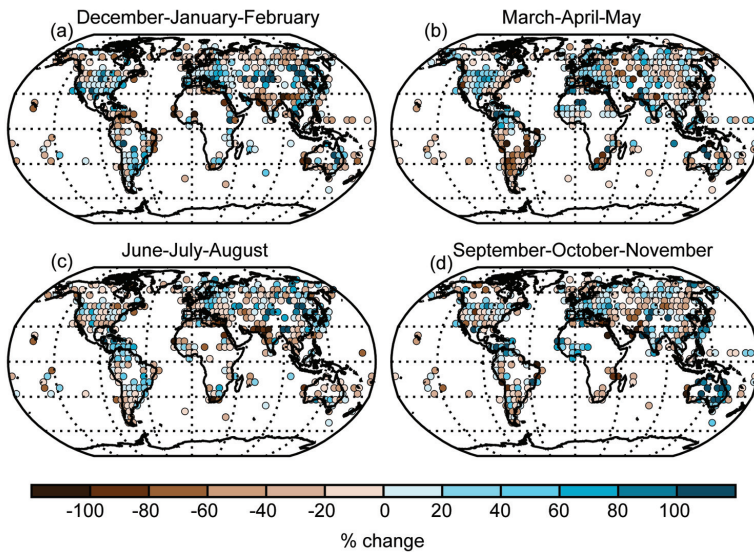 December-January-February
March-April-May
(a)
(b)
June-July-August
September-October-November
(c)
(d)
-100 -80 -60 -40 -20 0 20 40 60 80 100
% change